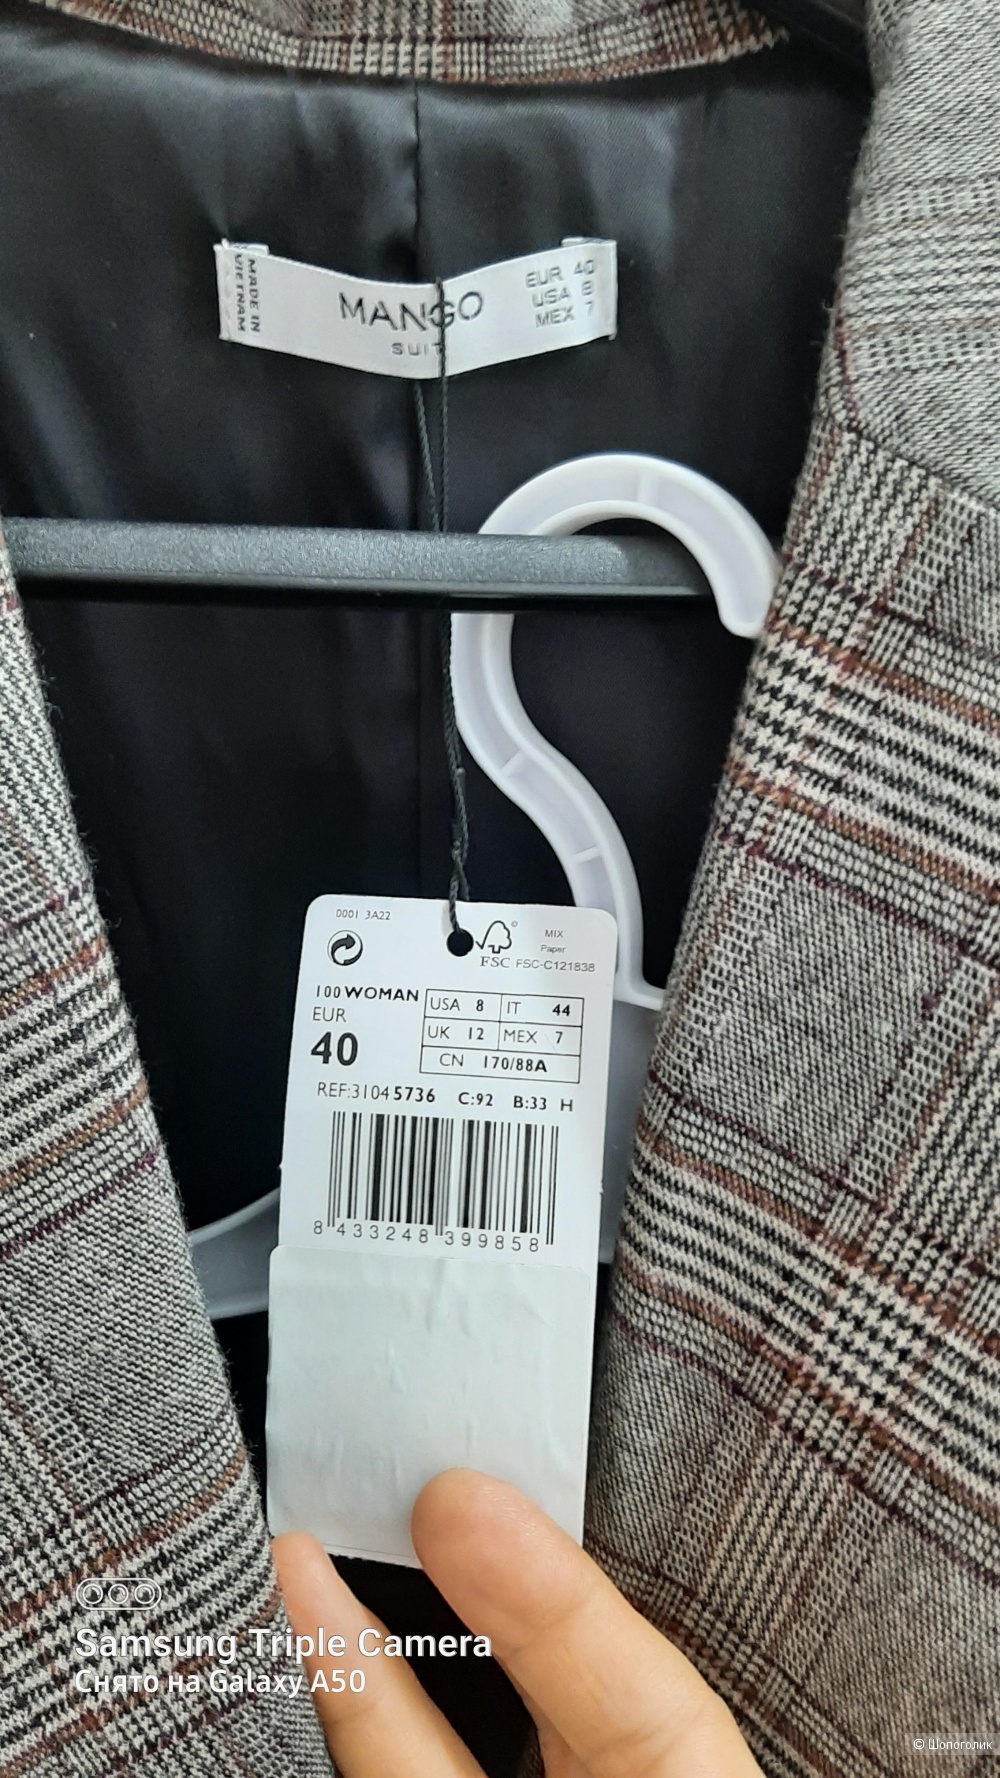 MADE IN
VIETNAM
MANGO
SUIT
EUR 40
USA 8
MEX 7
0001 3A22
MIX
Paper
FSC FSC-C121838
100 WOMAN
EUR
40
USA 8 IT 44
UK 12 MEX 7
CN 170/88A
REF:31045736 C:92 B:33 H
8 433248 399858
Samsung Triple Camera
Снято на Galaxy A50
© Шопоголик